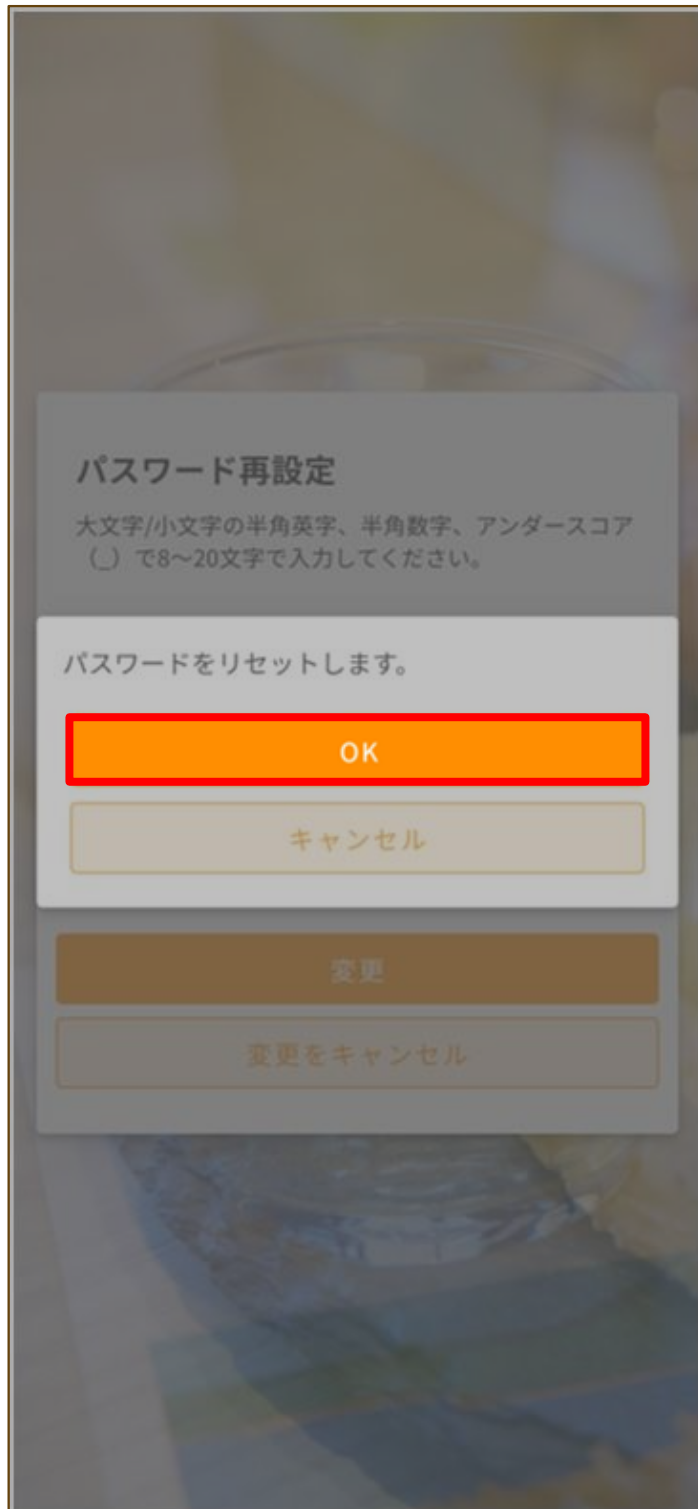 パスワード再設定
大文字/小文字の半角英字、半角数字、アンダースコア
（_）で8～20文字で入力してください。
パスワードをリセットします。
OK
キャンセル
変更
変更をキャンセル